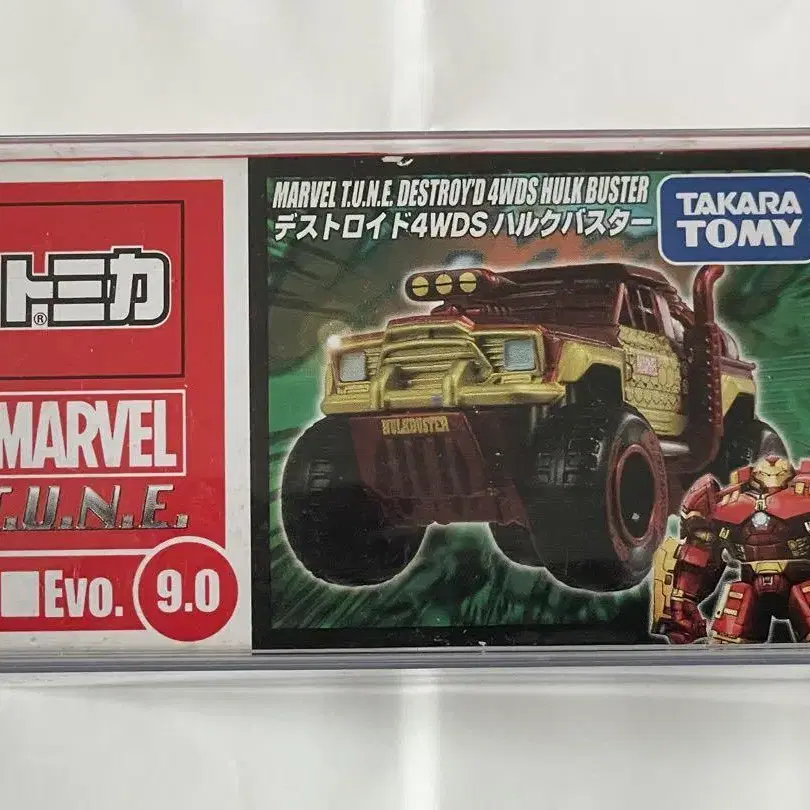 トミカ
®
MARVEL
T.U.N.E.
Evo. 9.0
MARVEL T.U.N.E. DESTROY'D 4WDS HULK BUSTER
デストロイド4WDS ハルクバスター
TAKARA
TOMY
HULKBUSTER